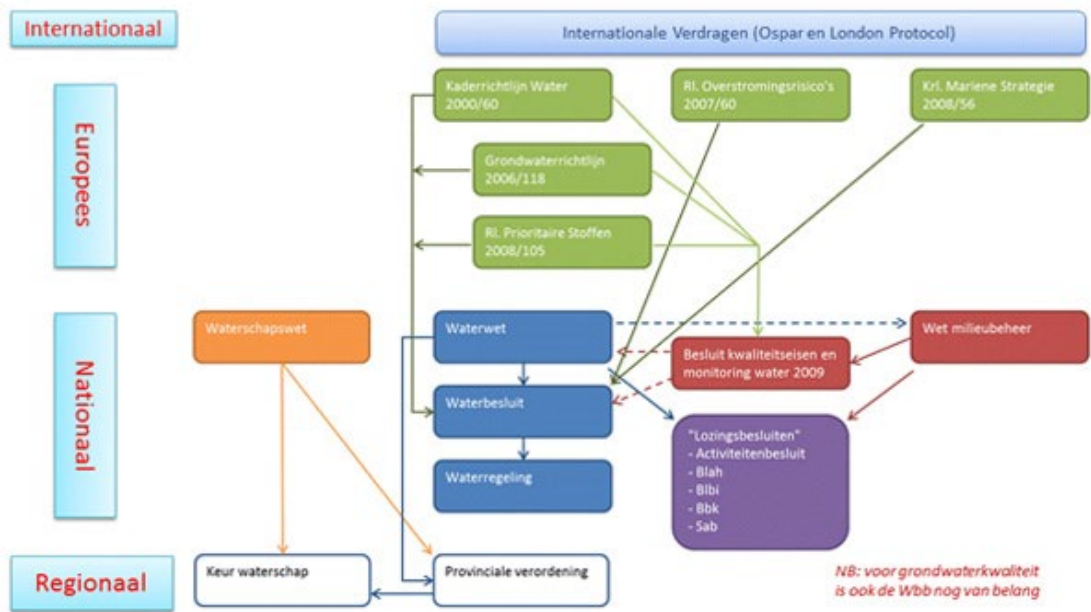 Internationaal
Internationale Verdragen (Ospar en London Protocol)
Europees
Kaderrichtlijn Water
2000/60
Rl. Overstromingsrisico's
2007/60
Krl. Mariene Strategie
2008/56
Grondwaterrichtlijn
2006/118
Rl. Prioritaire Stoffen
2008/105
Nationaal
Waterschapswet
Waterwet
Wet milieubeheer
Besluit kwaliteitseisen en
monitoring water 2009
Waterbesluit
"Lozingsbesluiten"
- Activiteitenbesluit
- Blah
- Blbi
- Bbk
- Sab
Waterregeling
Regionaal
Keur waterschap
Provinciale verordening
NB: voor grondwaterkwaliteit
is ook de Wbb nog van belang